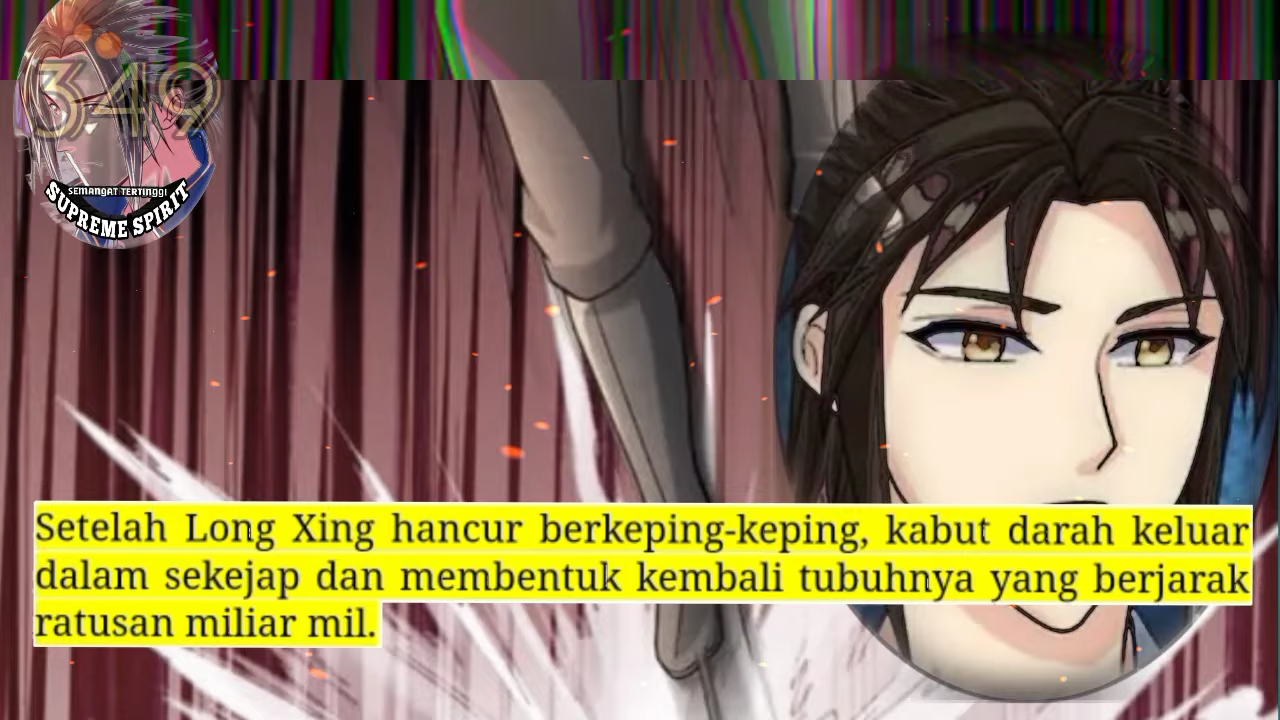 349
SEMANGAT TERTINGGI
SUPREME SPIRIT
Setelah Long Xing hancur berkeping-keping, kabut darah keluar
dalam sekejap dan membentuk kembali tubuhnya yang berjarak
ratusan miliar mil.